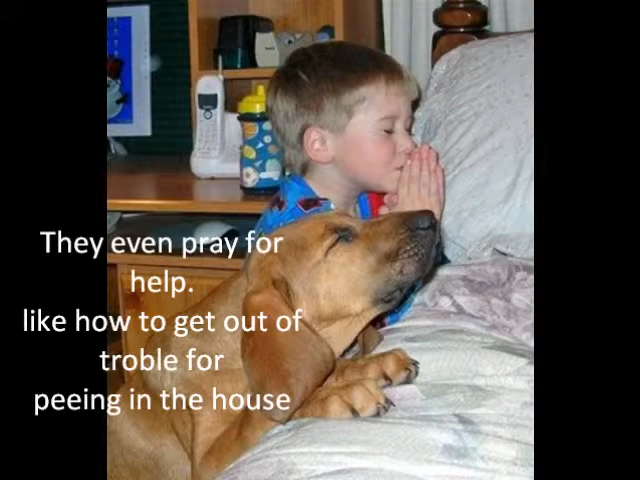 They even pray for
help.
like how to get out of
troble for
peeing in the house